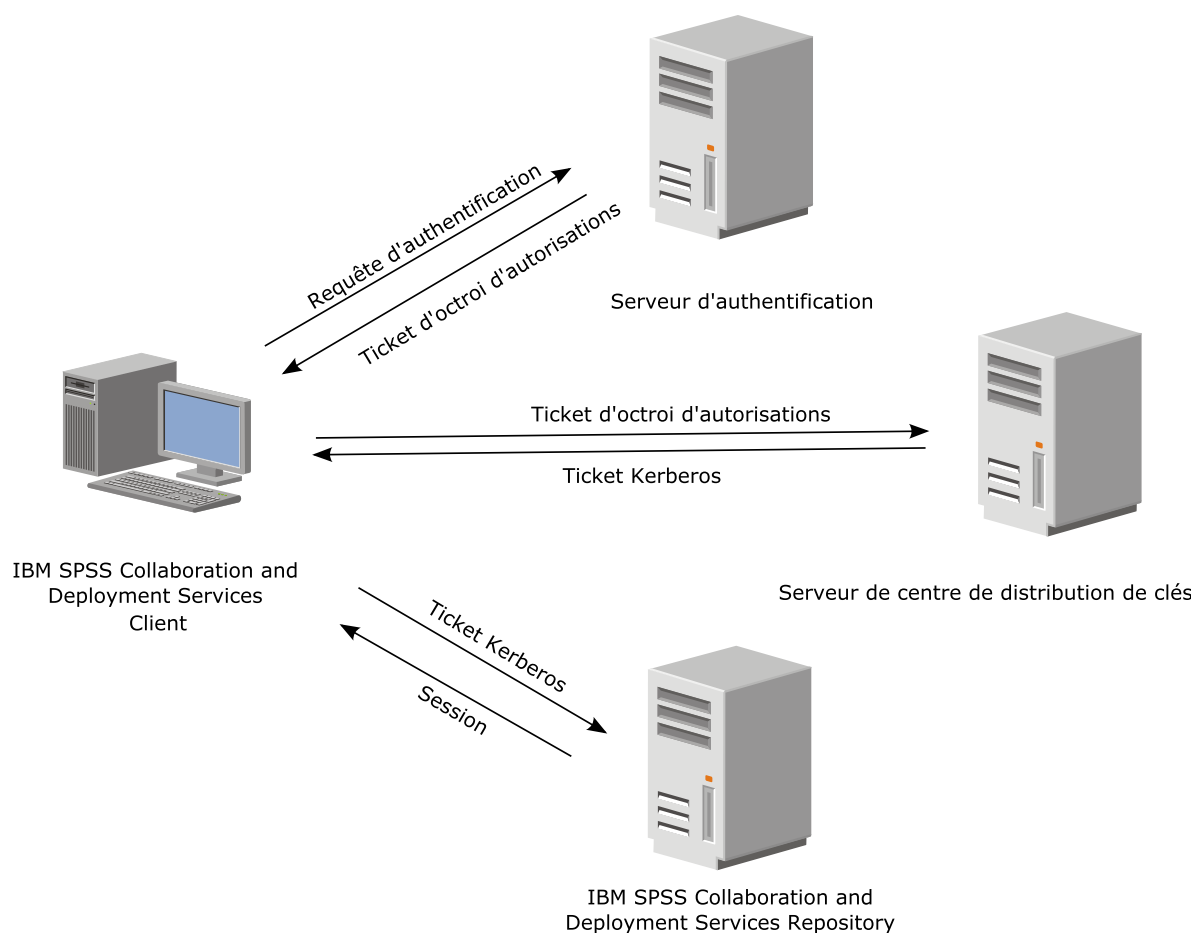 Requête d'authentification
Ticket d'octroi d'autorisations
Serveur d'authentification
Ticket d'octroi d'autorisations
Ticket Kerberos
IBM SPSS Collaboration and
Deployment Services
Client
Serveur de centre de distribution de clés
Ticket Kerberos
Session
IBM SPSS Collaboration and
Deployment Services Repository